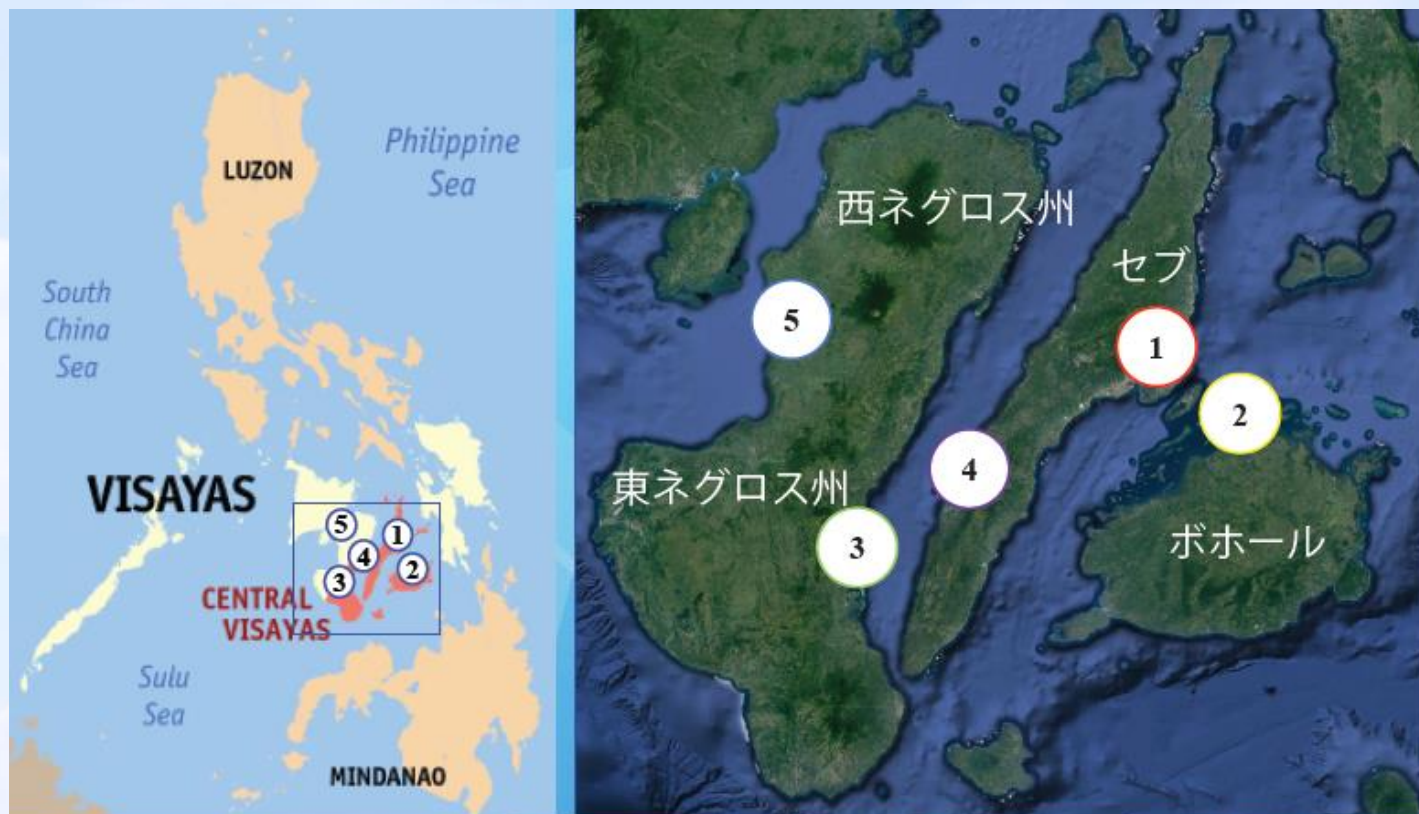 LUZON
Philippine
Sea
South
China
Sea
VISAYAS
5
1
4
2
3
CENTRAL
VISAYAS
Sulu
Sea
MINDANAO
西ネグロス州
セブ
5
1
2
4
東ネグロス州
3
ボホール